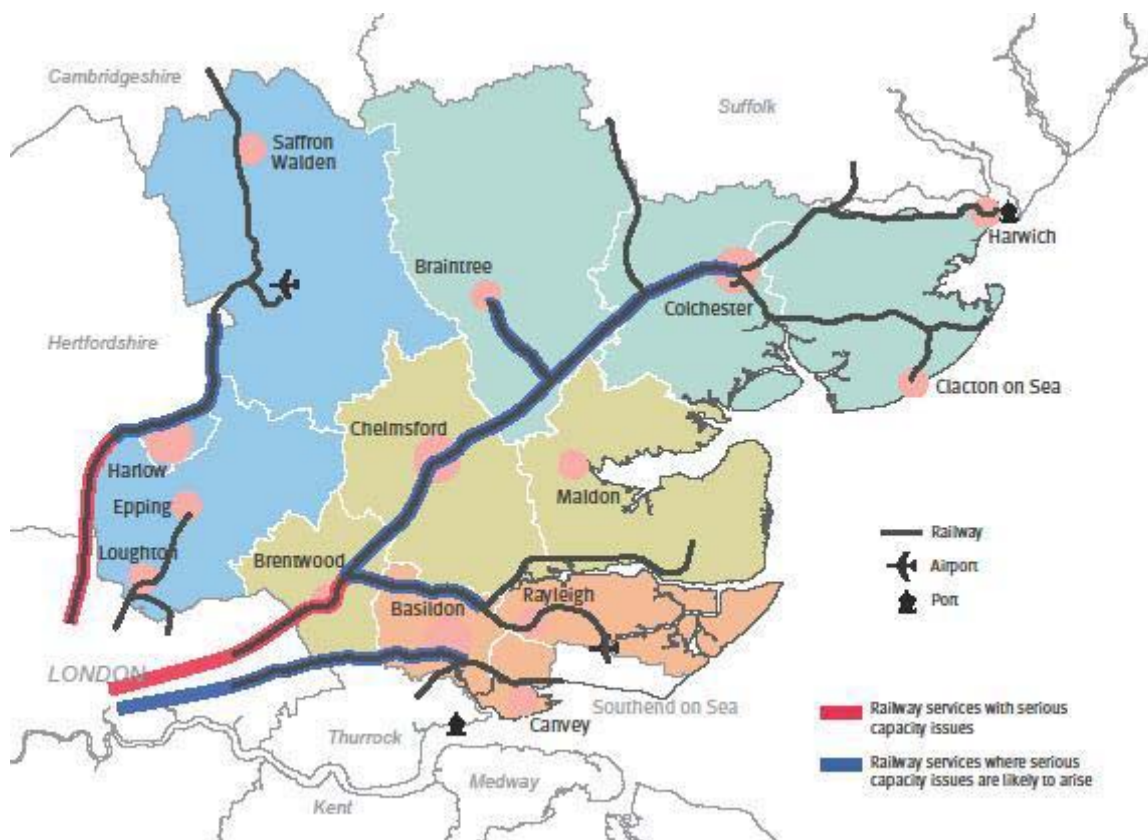 Cambridgeshire
Suffolk
Saffron
Walden
Harwich
Braintree
Colchester
Hertfordshire
Clacton on Sea
Chelmsford
Harlow
Maldon
Epping
Loughton
Brentwood
Railway
Airport
Port
Rayleigh
Basildon
LONDON
Southend on Sea
Canvey
Thurrock
Medway
Kent
Railway services with serious
capacity issues
Railway services where serious
capacity issues are likely to arise